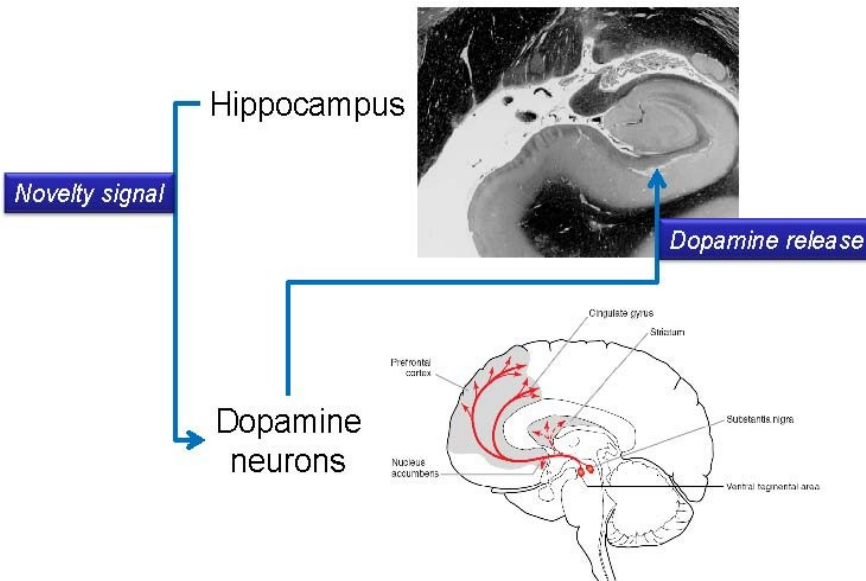 Hippocampus
Novelty signal
Dopamine release
Cingulate gyrus
Striatum
Prefrontal
cortex
Dopamine
neurons
Substantia nigra
Nucleus
accumbens
Ventral tegmental area